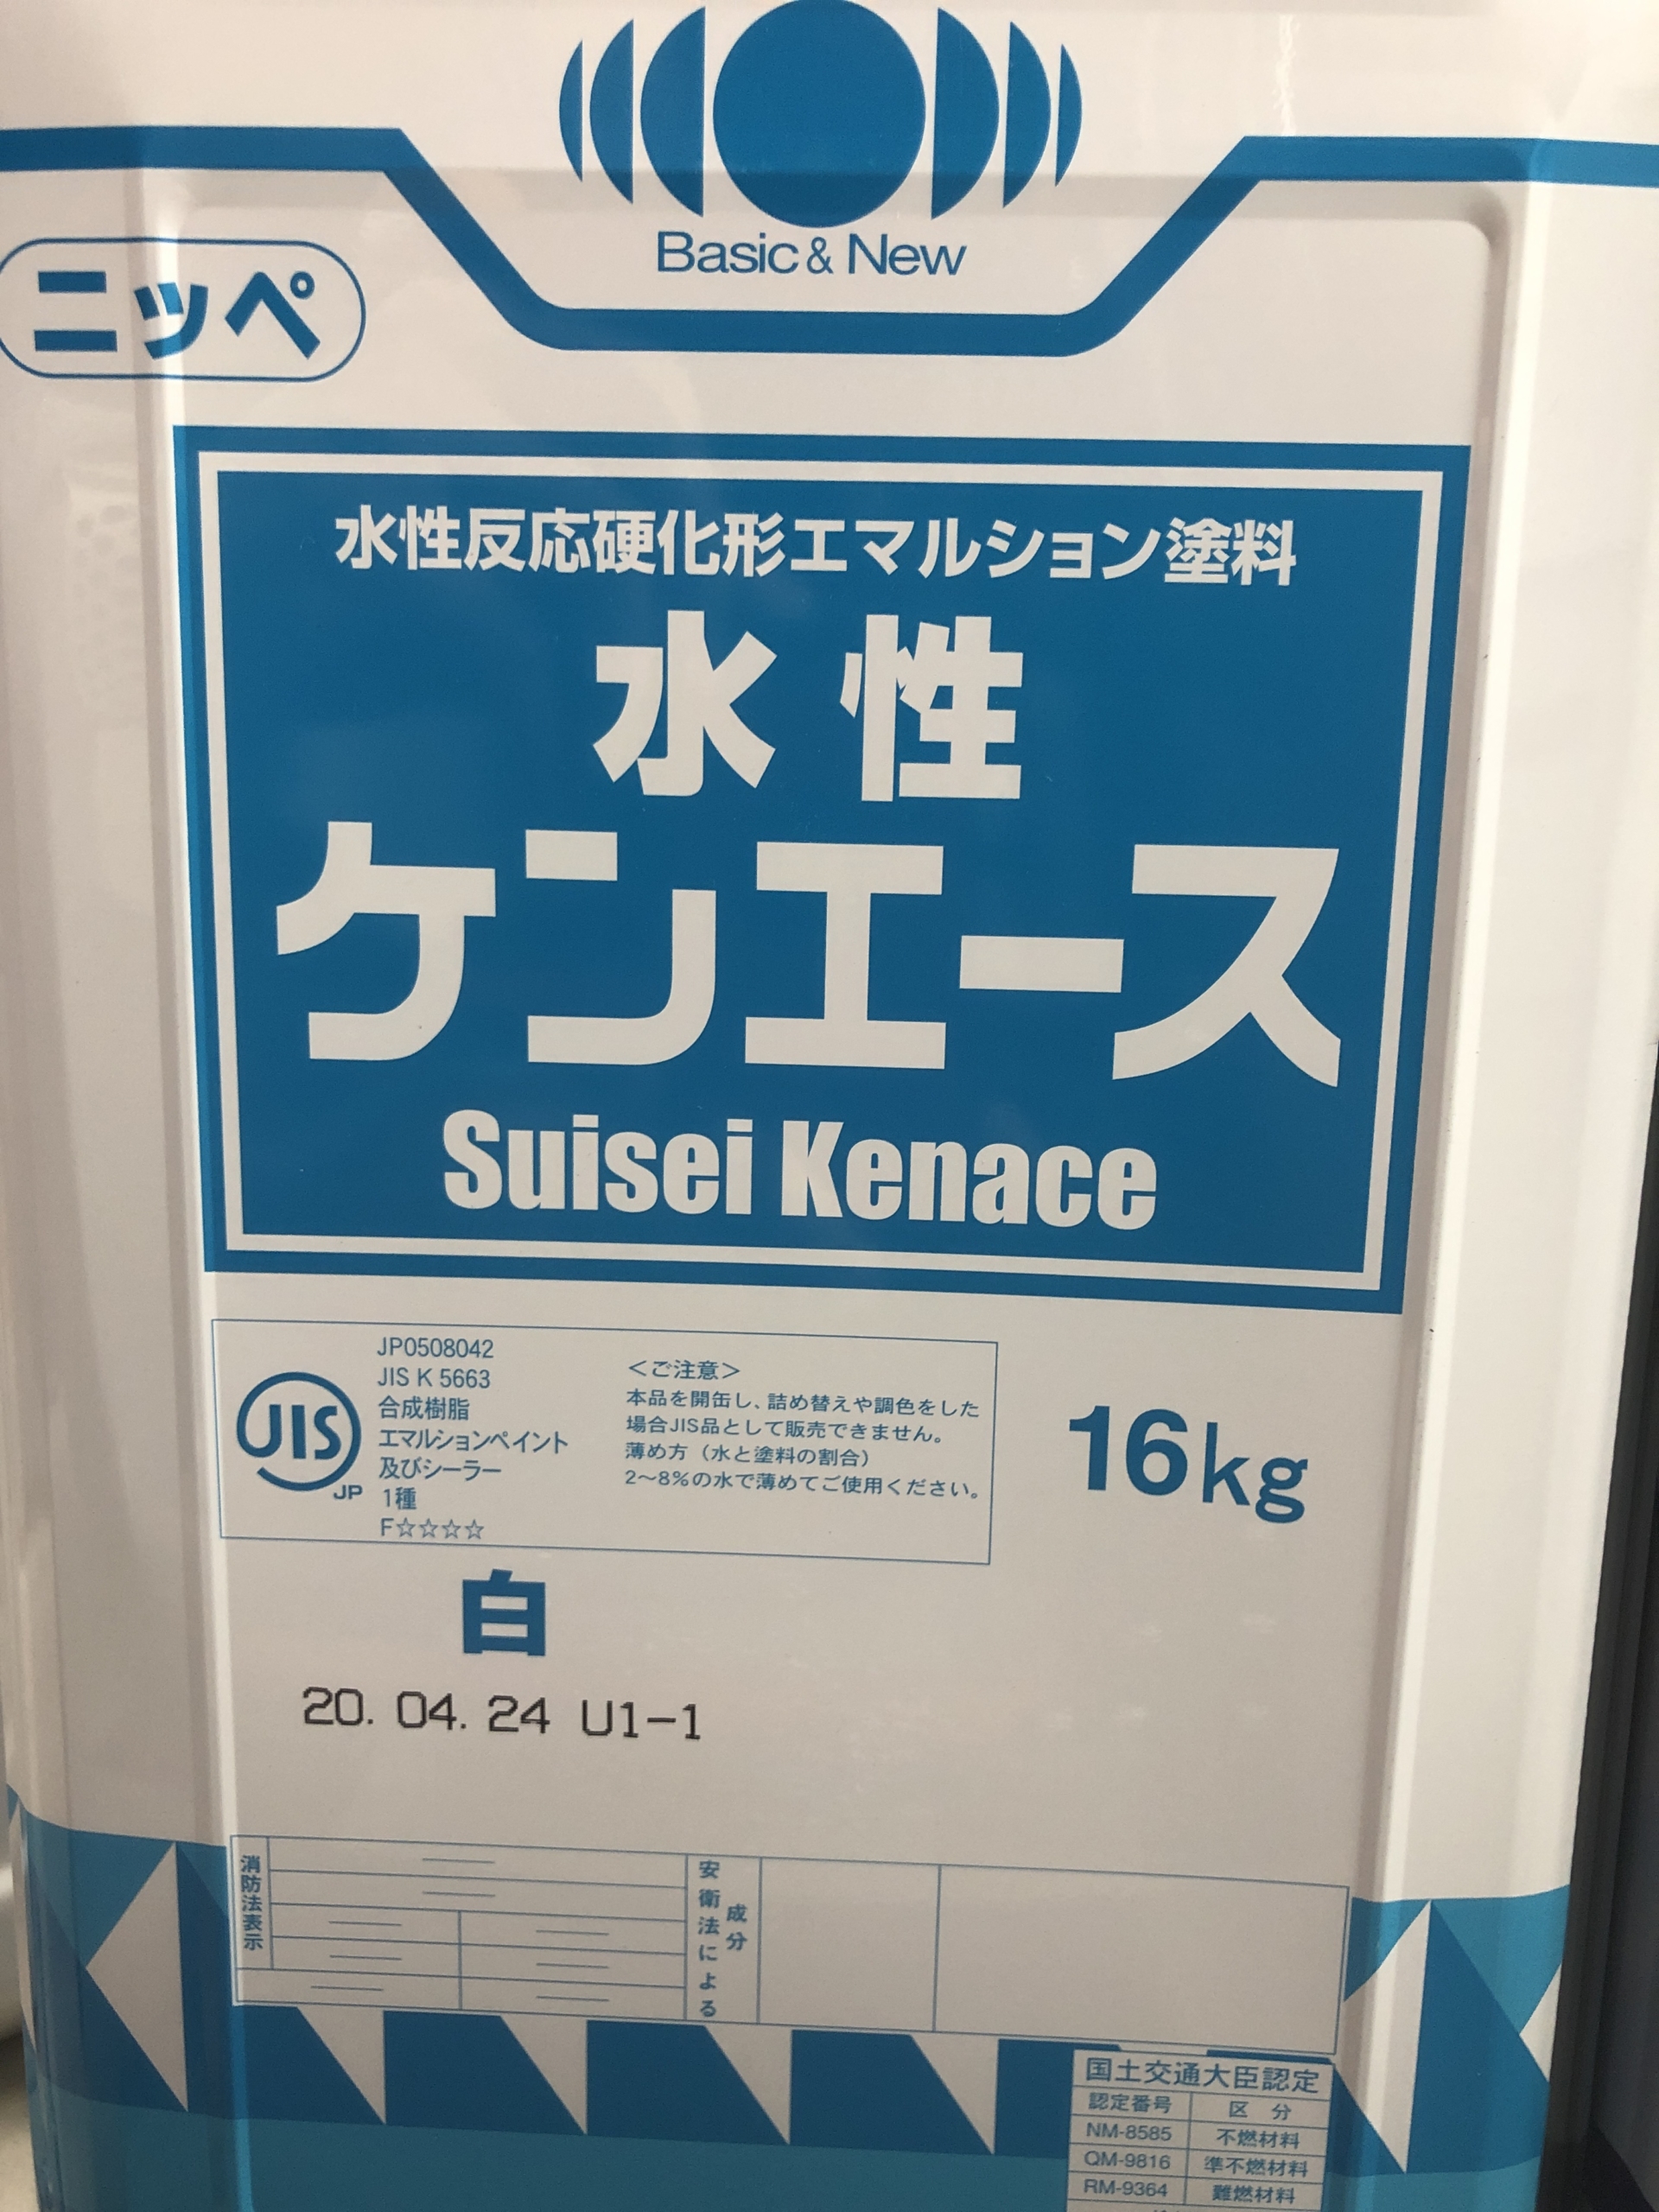 Basic & New
ニッペ
水性反応硬化形エマルション塗料
水性
ケンエース
Suisei Kenace
JIS
JP
JP0508042
JIS K 5663
合成樹脂
エマルションペイント
及びシーラー
1種
F☆☆☆☆
＜ご注意＞
本品を開缶し、詰め替えや調色をした
場合JIS品として販売できません。
薄め方（水と塗料の割合）
2～8%の水で薄めてご使用ください。
16kg
白
20. 04. 24 U1-1
消防法表示
安衛法による
成分
国土交通大臣認定
認定番号 区分
NM-8585 不燃材料
QM-9816 準不燃材料
RM-9364 難燃材料